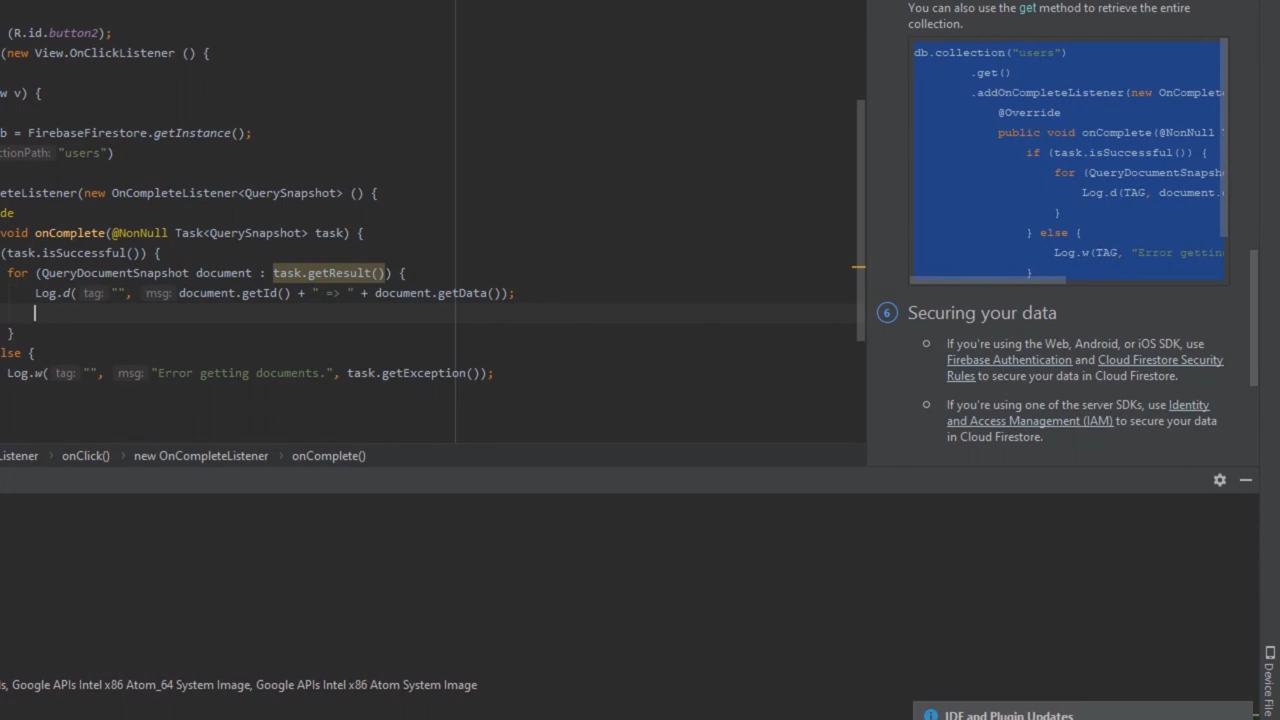 (R.id.button2);
(new View.OnClickListener () {
w v) {
b = FirebaseFirestore.getInstance();
ctionPath: "users")
eteListener(new OnCompleteListener<QuerySnapshot> () {
de
void onComplete(@NonNull Task<QuerySnapshot> task) {
(task.isSuccessful()) {
for (QueryDocumentSnapshot document : task.getResult()) {
Log.d( tag: "", msg: document.getId() + " => " + document.getData());
}
lse {
Log.w( tag: "", msg: "Error getting documents.", task.getException());
Listener > onClick() > new OnCompleteListener > onComplete()
You can also use the get method to retrieve the entire
collection.
db.collection("users")
.get()
.addOnCompleteListener(new OnComplete
@Override
public void onComplete(@NonNull T
if (task.isSuccessful()) {
for (QueryDocumentSnapsh
Log.d(TAG, document.
}
} else {
Log.w(TAG, "Error gettin
}
6 Securing your data
If you're using the Web, Android, or iOS SDK, use
Firebase Authentication and Cloud Firestore Security
Rules to secure your data in Cloud Firestore.
If you're using one of the server SDKs, use Identity
and Access Management (IAM) to secure your data
in Cloud Firestore.
s, Google APIs Intel x86 Atom_64 System Image, Google APIs Intel x86 Atom System Image
Device File
IDE and Plugin Updates